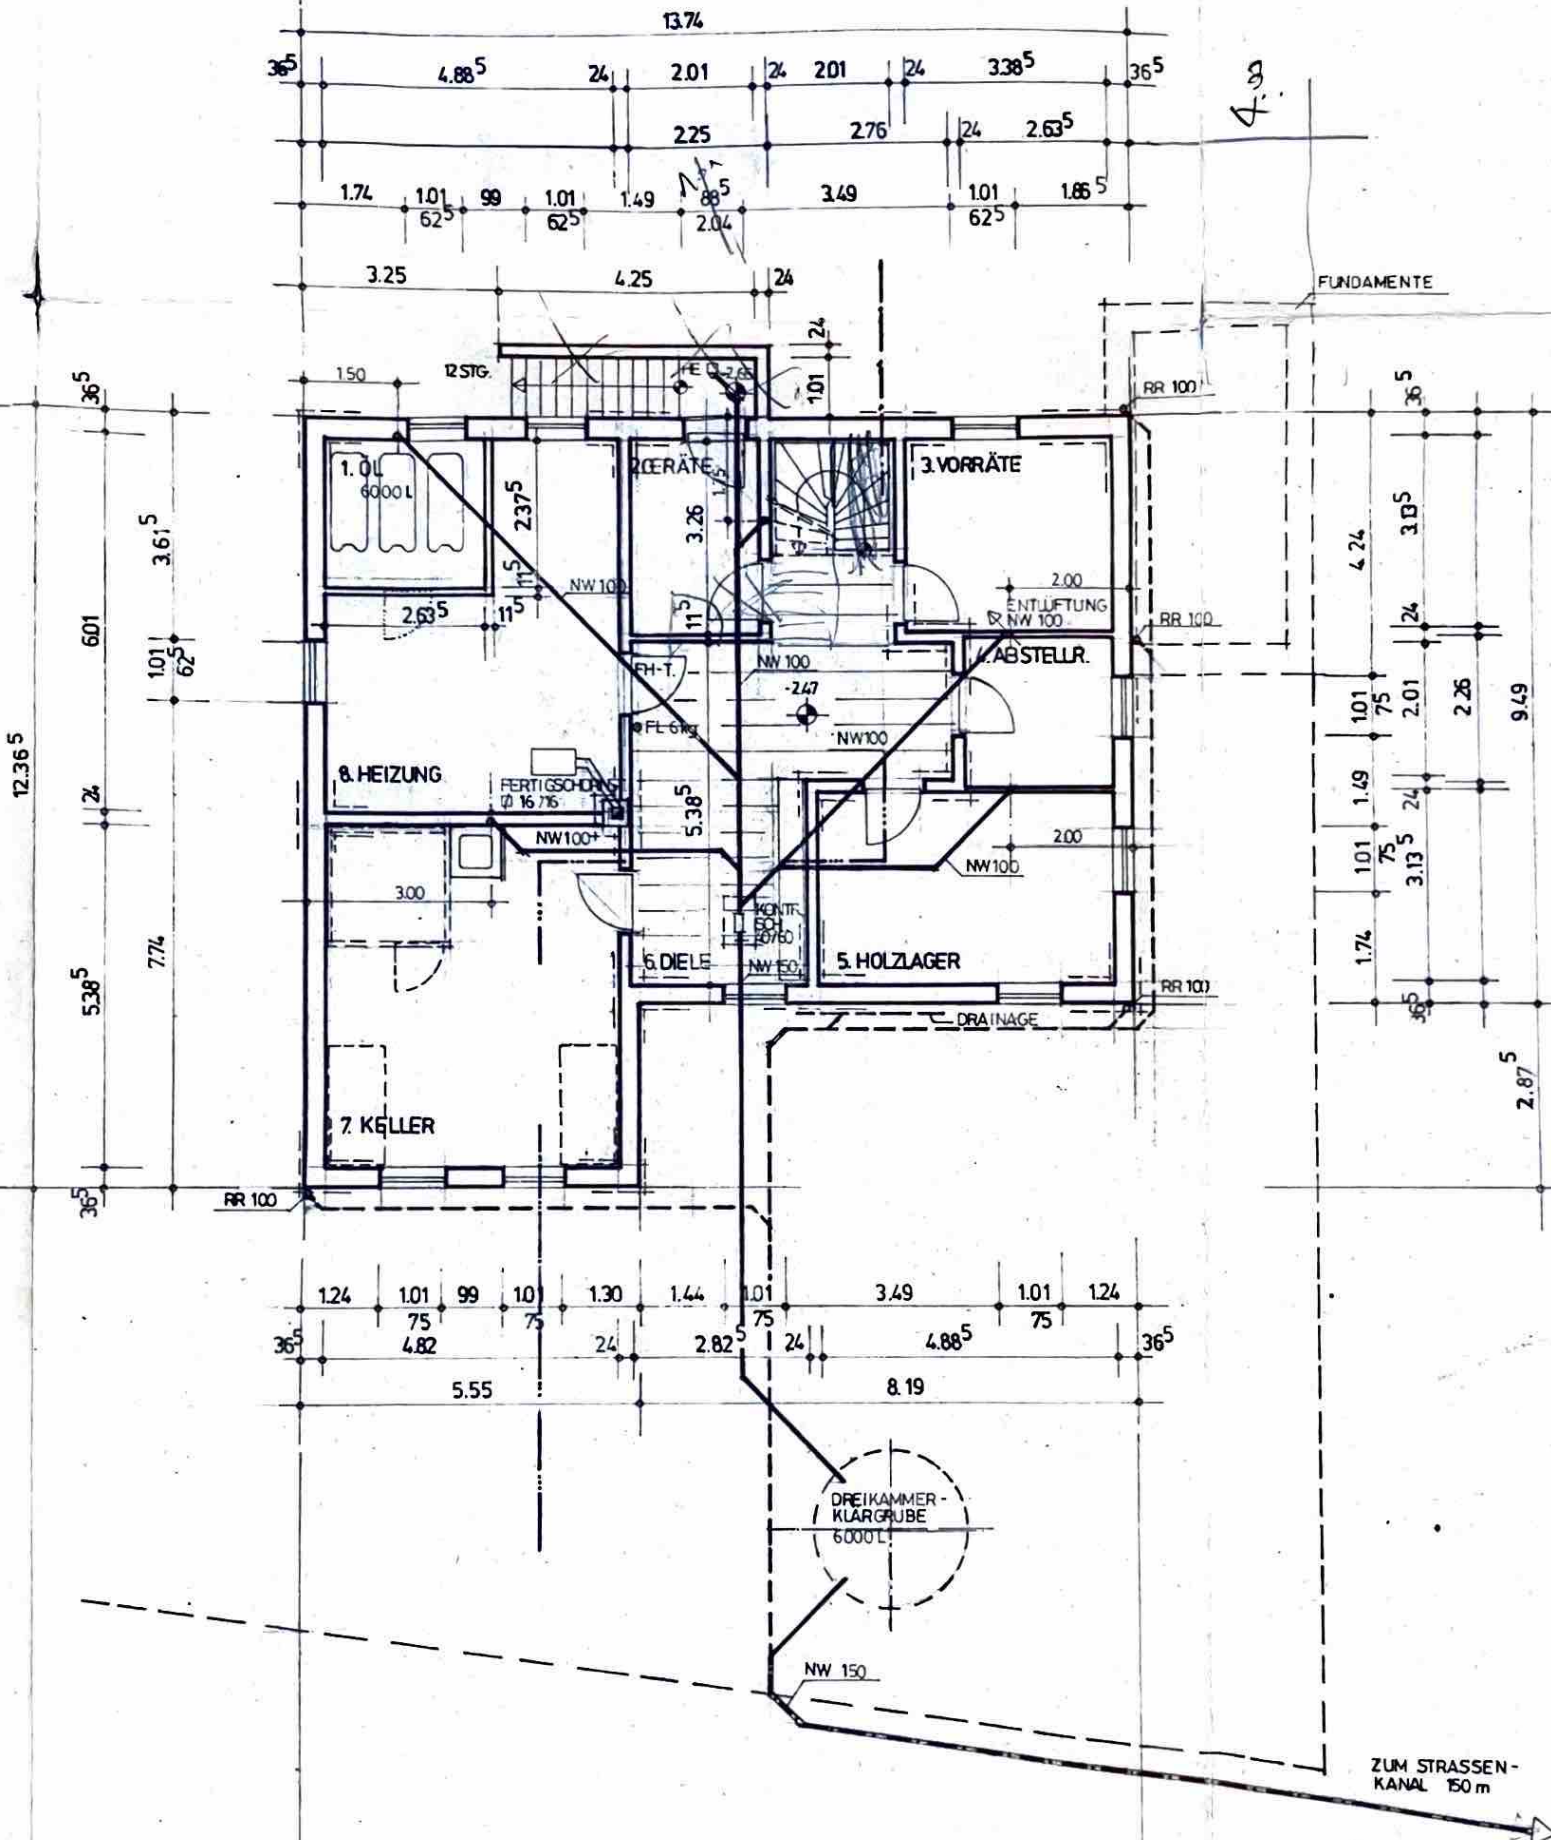 13.74
36⁵ 4.88⁵ 24 2.01 24 2.01 24 3.38⁵ 36⁵
2.25 2.76 24 2.63⁵
1.74 1.01 99 1.01 1.49 88⁵ 3.49 1.01 1.86⁵
62⁵ 62⁵ 2.04 62⁵
3.25 4.25 24
FUNDAMENTE
24
1.01
1.50
12 STG.
HE
-2.66
RR 100
36⁵
36⁵
1. ÖL
6000 L
2. GERÄTE
3. VORRÄTE
2.37⁵
3.26
11⁵
NW 100
2.63⁵ 11⁵
11⁵
2.00
ENTLÜFTUNG
NW 100
RR 100
3.61⁵
6.01
1.01
62⁵
12.36⁵
24
4.24
3.13⁵
24
FH-T.
NW 100
-2.47
4. ABSTELLR.
FL 6 kg
NW 100
1.01
75
2.01
2.26
9.49
8. HEIZUNG
FERTIGSCHORNST.
Ø 16/16
5.38⁵
1.49
24
NW 100
2.00
NW 100
1.01
75
3.13⁵
3.00
KONTR.
SCH.
6. DIELE
NW 150
5. HOLZLAGER
1.74
7.74
5.38⁵
RR 100
36⁵
DRAINAGE
2.87⁵
7. KELLER
36⁵
RR 100
1.24 1.01 99 1.01 1.30 1.44 1.01 3.49 1.01 1.24
75 75 75 75
36⁵ 4.82 24 2.82⁵ 24 4.88⁵ 36⁵
5.55 8.19
DREIKAMMER-
KLÄRGRUBE
6000 L
NW 150
ZUM STRASSEN-
KANAL 150 m